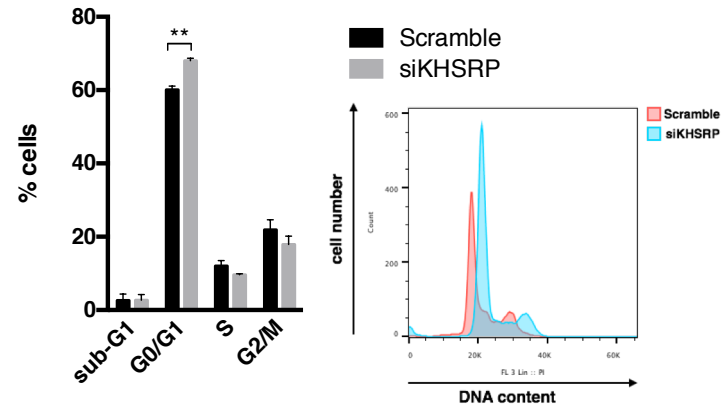 80
60
40
20
0
% cells
**
sub-G1
G0/G1
S
G2/M
Scramble
siKHSRP
cell number
Count
600
400
200
0
0
20K
40K
60K
FL 3 Lin :: PI
DNA content
Scramble
siKHSRP